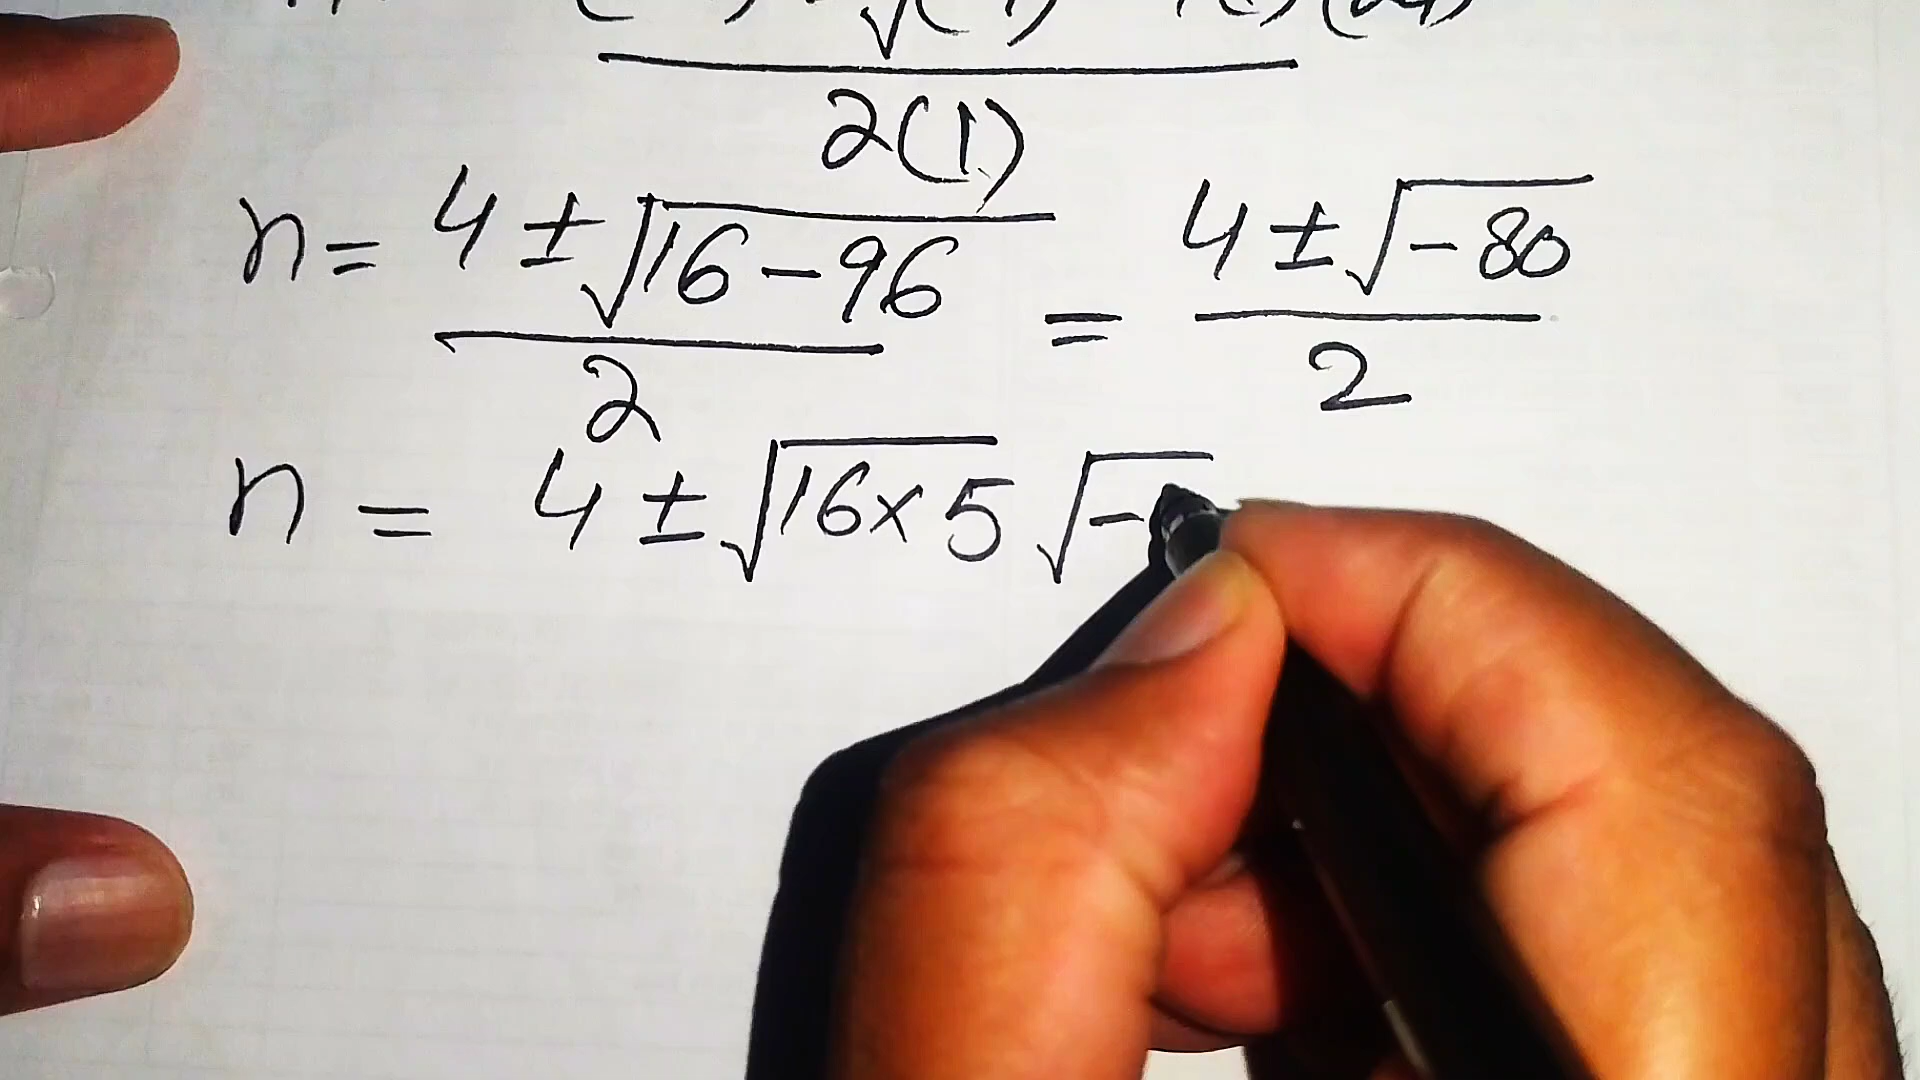 2(1)
n = 4 ± √16 - 96 / 2 = 4 ± √-80 / 2
n = 4 ± √16 × 5 √-